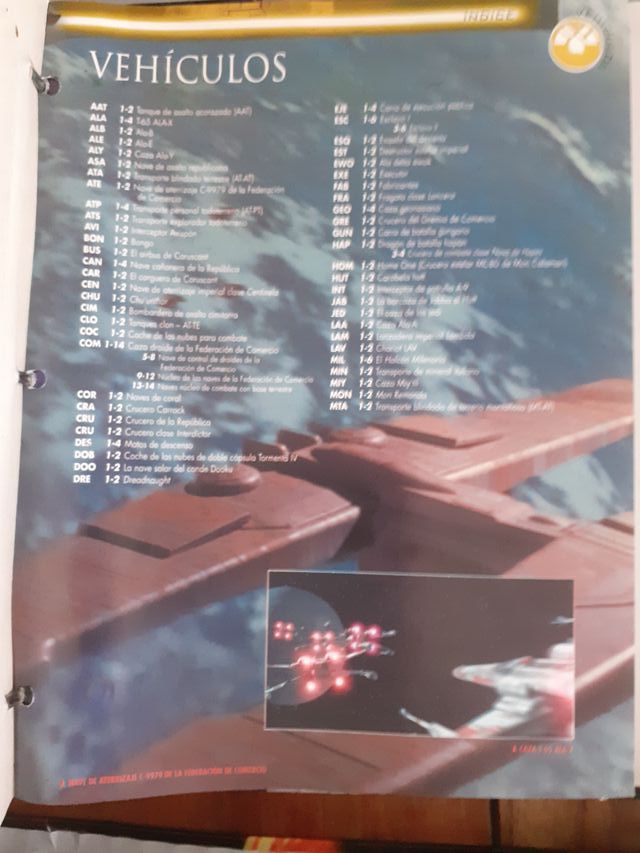 ÍNDICE
VEHÍCULOS
AAT 1-2 Tanque de asalto acorazado (AAT)
ALA 1-4 T-65 ALA-X
ALB 1-2 Ala-B
ALE 1-2 Ala-E
ALY 1-2 Caza Ala-Y
ASA 1-2 Nave de asalto republicana
ATA 1-2 Transporte blindado terrestre (AT-AT)
ATE 1-2 Nave de aterrizaje C-9979 de la Federación
de Comercio
ATP 1-4 Transporte personal todoterreno (AT-PT)
ATS 1-2 Transporte explorador todoterreno
AVI 1-2 Interceptor Avispón
BON 1-2 Bongo
BUS 1-2 El airbus de Coruscant
CAN 1-4 Nave cañonera de la República
CAR 1-2 El carguero de Coruscant
CEN 1-2 Nave de aterrizaje imperial clase Centinela
CHU 1-2 Chu'unthor
CIM 1-2 Bombardero de asalto cimitarra
CLO 1-2 Tanques clon – AT-TE
COC 1-2 Coche de las nubes para combate
COM 1-14 Caza droide de la Federación de Comercio
5-8 Nave de control de droides de la
Federación de Comercio
9-12 Núcleo de las naves de la Federación de Comercio
13-14 Naves núcleo de combate con base terrestre
COR 1-2 Naves de coral
CRA 1-2 Crucero Carrack
CRU 1-2 Crucero de la República
CRU 1-2 Crucero clase Interdictor
DES 1-4 Motos de descenso
DOB 1-2 Coche de las nubes de doble cápsula Tormenta IV
DOO 1-2 La nave solar del conde Dooku
DRE 1-2 Dreadnaught
EJE 1-4 Carro de ejecución
ESC 1-6 Esclavo I
5-6 Esclavo I
ESQ 1-2 Esquife del desierto
EST 1-2 imperial
EWO 1-2 Ala delta ewok
EXE 1-2 Executor
FAB 1-2 Fabricantes
FRA 1-2 Fragata clase Lancero
GEO 1-4 Caza geonosiano
GRE 1-2 Cruceros del Gremio de Comercio
GUN 1-2 Carro de batalla gungano
HAP 1-2 Dragón de batalla hapan
3-4 Crucero de combate clase Nova de Hapes
HOM 1-2 Home One (Crucero estelar MC80 de Mon Calamari)
HUT 1-2 Carabela hutt
INT 1-2 Interceptor de patrulla A-9
JAB 1-2 La barcaza de Jabba el Hutt
JED 1-2 El caza de los Jedi
LAA 1-2 Caza Ala-A
LAM 1-2 Lanzadera imperial Lambda
LAV 1-2 Chariot LAV
MIL 1-6 El Halcón Milenario
MIN 1-2 Transporte de mineral
MIY 1-2 Caza Miy'til
MON 1-2 Mon Remonda
MTA 1-2 Transporte blindado de terreno montañoso (MT-AT)
CAZA T-65 ALA-X
NAVE DE ATERRIZAJE C-9979 DE LA FEDERACIÓN DE COMERCIO